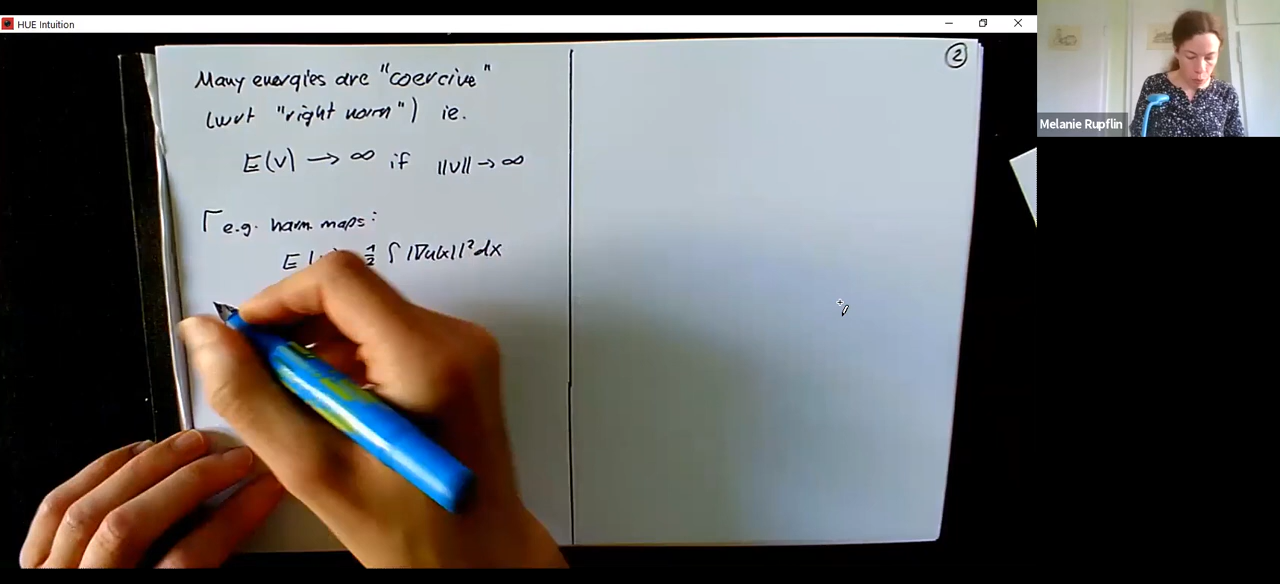 HUE Intuition
Many energies are "coercive"
(wrt "right norm") ie.
E(v) → ∞ if ||v|| → ∞
e.g. harm maps:
E ( 1/2 ∫ |∇u(x)|² dx
②
Melanie Rupflin